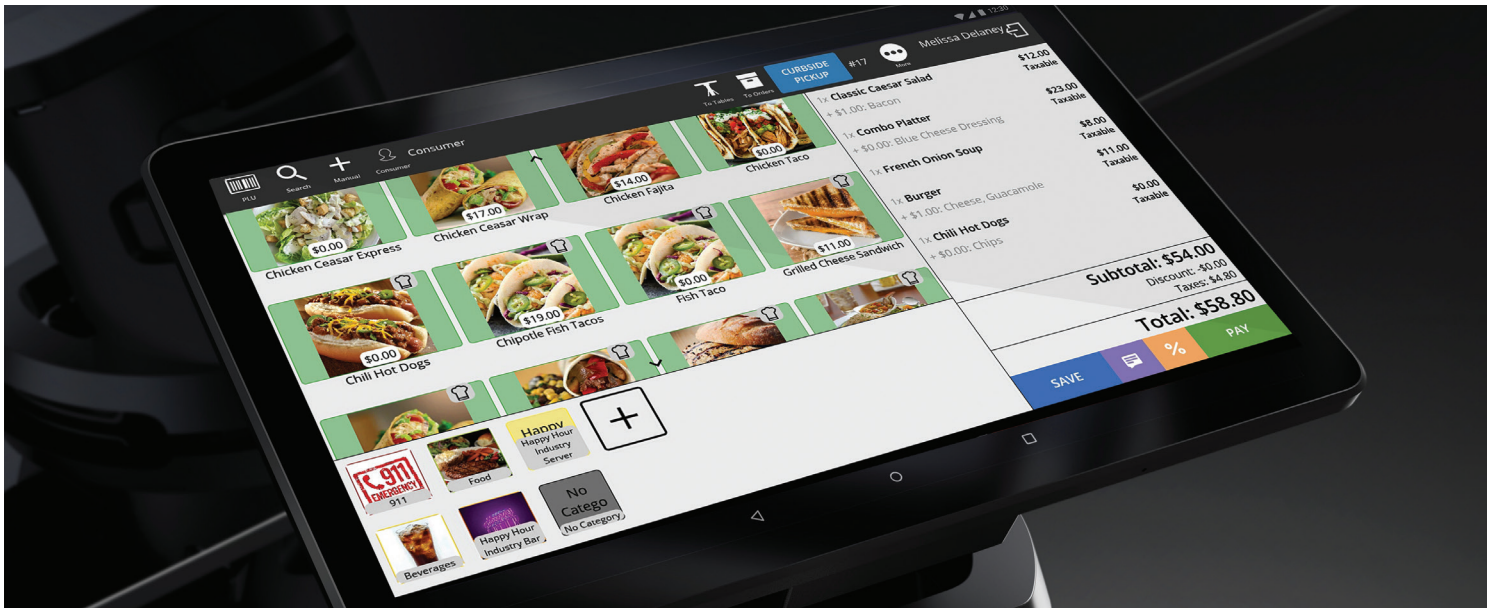 12:30
PLU
Search
Manual
Consumer
Consumer
To Tables
To Orders
CURBSIDE
PICKUP
#17
More
Melissa Delaney
$0.00
Chicken Ceasar Express
$17.00
Chicken Ceasar Wrap
$14.00
Chicken Fajita
$0.00
Chicken Taco
$0.00
Chili Hot Dogs
$19.00
Chipotle Fish Tacos
$0.00
Fish Taco
$11.00
Grilled Cheese Sandwich
911
EMERGENCY
911
Food
Happy
Happy Hour
Industry
Server
Beverages
Happy Hour
Industry Bar
No
Catego
No Category
1x Classic Caesar Salad $12.00
+ $1.00: Bacon Taxable
1x Combo Platter $23.00
+ $0.00: Blue Cheese Dressing Taxable
1x French Onion Soup $8.00
Taxable
1x Burger $11.00
+ $1.00: Cheese, Guacamole Taxable
1x Chili Hot Dogs $0.00
+ $0.00: Chips Taxable
Subtotal: $54.00
Discount: -$0.00
Taxes: $4.80
Total: $58.80
SAVE
%
PAY